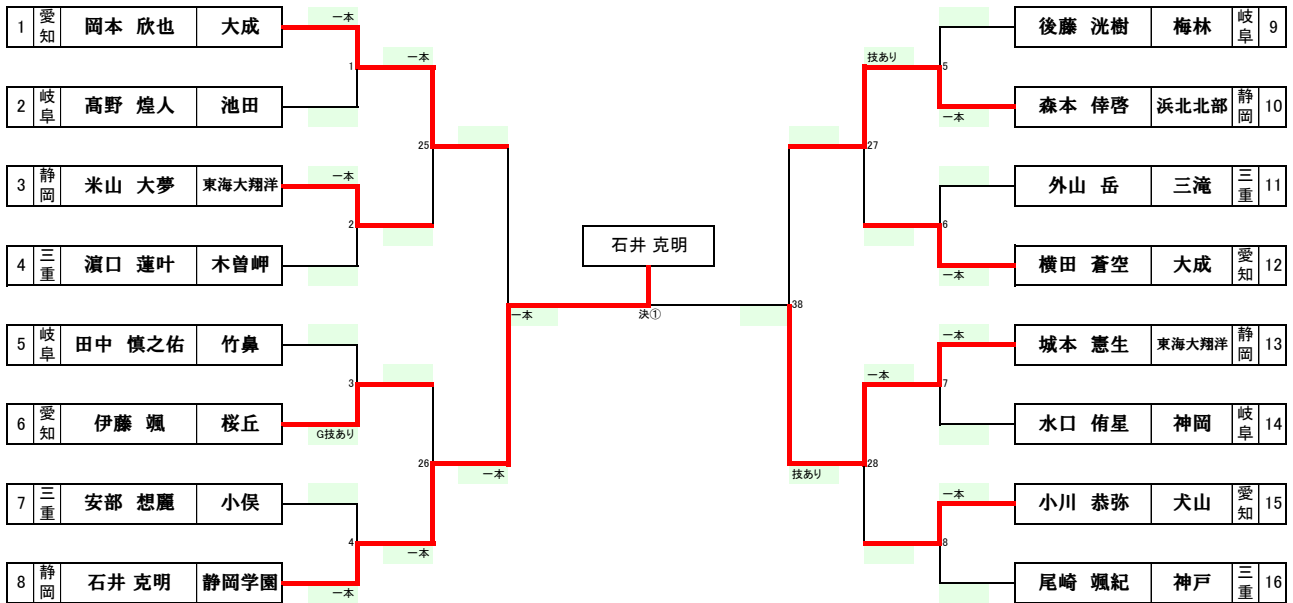 1 愛知 岡本 欣也 大成
一本
1
一本
2 岐阜 髙野 煌人 池田
25
3 静岡 米山 大夢 東海大翔洋
一本
2
4 三重 濵口 蓮叶 木曽岬
5 岐阜 田中 慎之佑 竹鼻
3
6 愛知 伊藤 颯 桜丘
G技あり
26
一本
7 三重 安部 想麗 小俣
4
一本
8 静岡 石井 克明 静岡学園
一本
石井 克明
一本
決①
後藤 洸樹 梅林 岐阜 9
技あり
5
森本 倖啓 浜北北部 静岡 10
一本
27
外山 岳 三滝 三重 11
6
横田 蒼空 大成 愛知 12
一本
38
城本 憲生 東海大翔洋 静岡 13
一本
一本
7
水口 侑星 神岡 岐阜 14
28
技あり
小川 恭弥 犬山 愛知 15
一本
8
尾崎 颯紀 神戸 三重 16